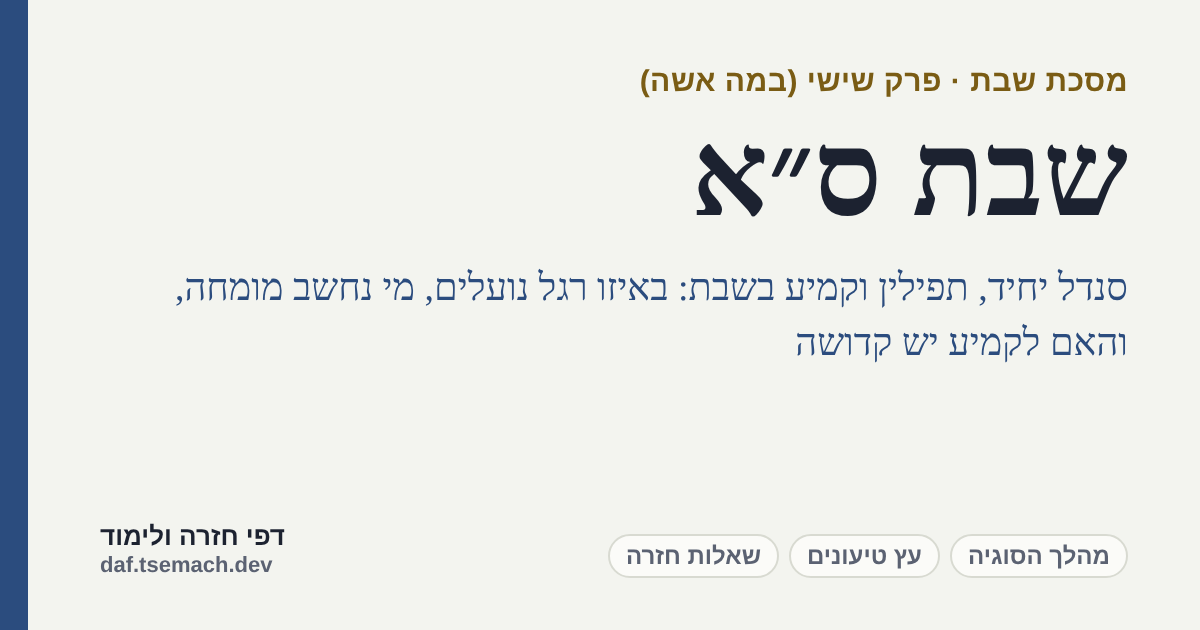 מסכת שבת · פרק שישי (במה אשה)
שבת ס״א
סנדל יחיד, תפילין וקמיע בשבת: באיזו רגל נועלים, מי נחשב מומחה,
והאם לקמיע יש קדושה
מהלך הסוגיה
עץ טיעונים
שאלות חזרה
דפי חזרה ולימוד
daf.tsemach.dev